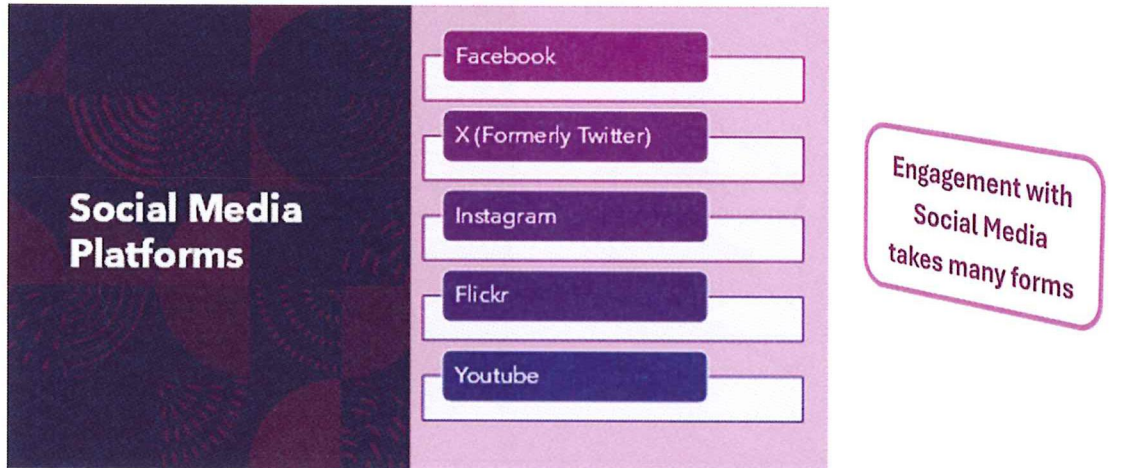 Social Media
Platforms
Facebook
X (Formerly Twitter)
Instagram
Flickr
Youtube
Engagement with
Social Media
takes many forms